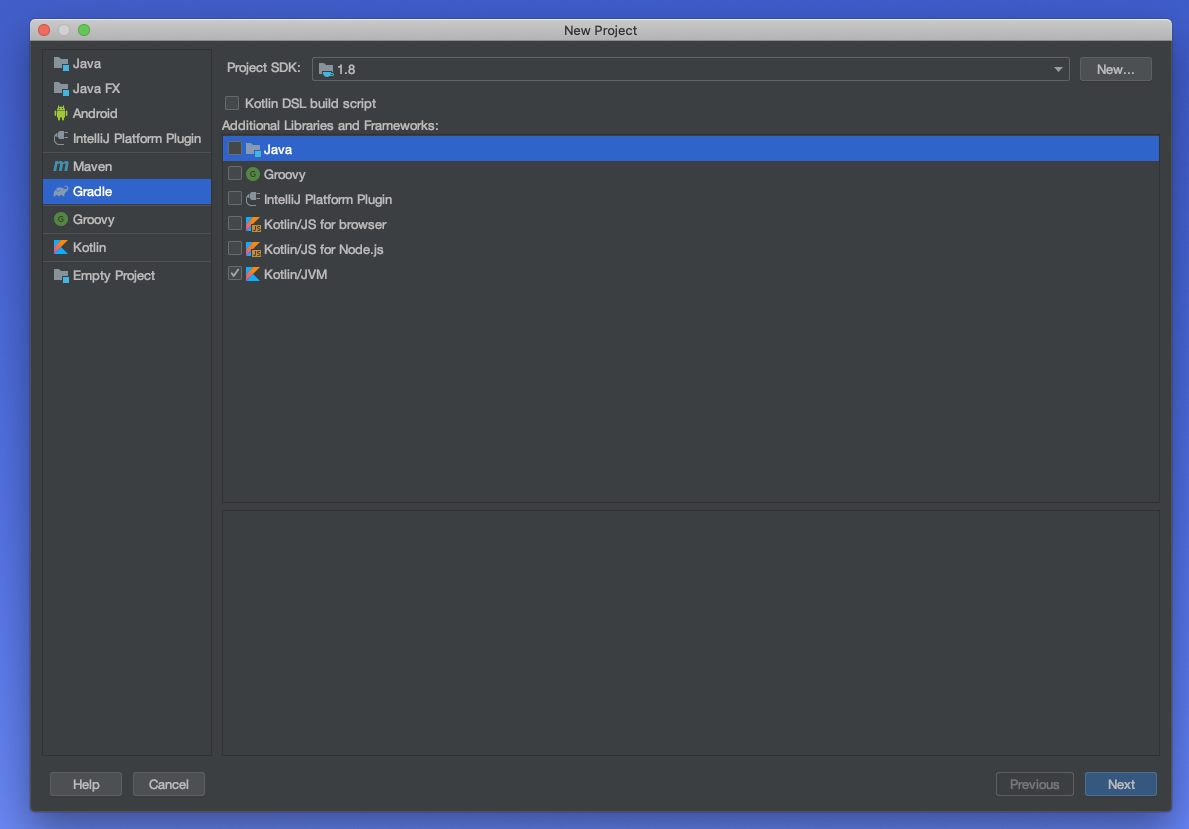 New Project
Java
Java FX
Android
IntelliJ Platform Plugin
Maven
Gradle
Groovy
Kotlin
Empty Project
Project SDK: 1.8 New...
Kotlin DSL build script
Additional Libraries and Frameworks:
Java
Groovy
IntelliJ Platform Plugin
Kotlin/JS for browser
Kotlin/JS for Node.js
Kotlin/JVM
Help Cancel Previous Next